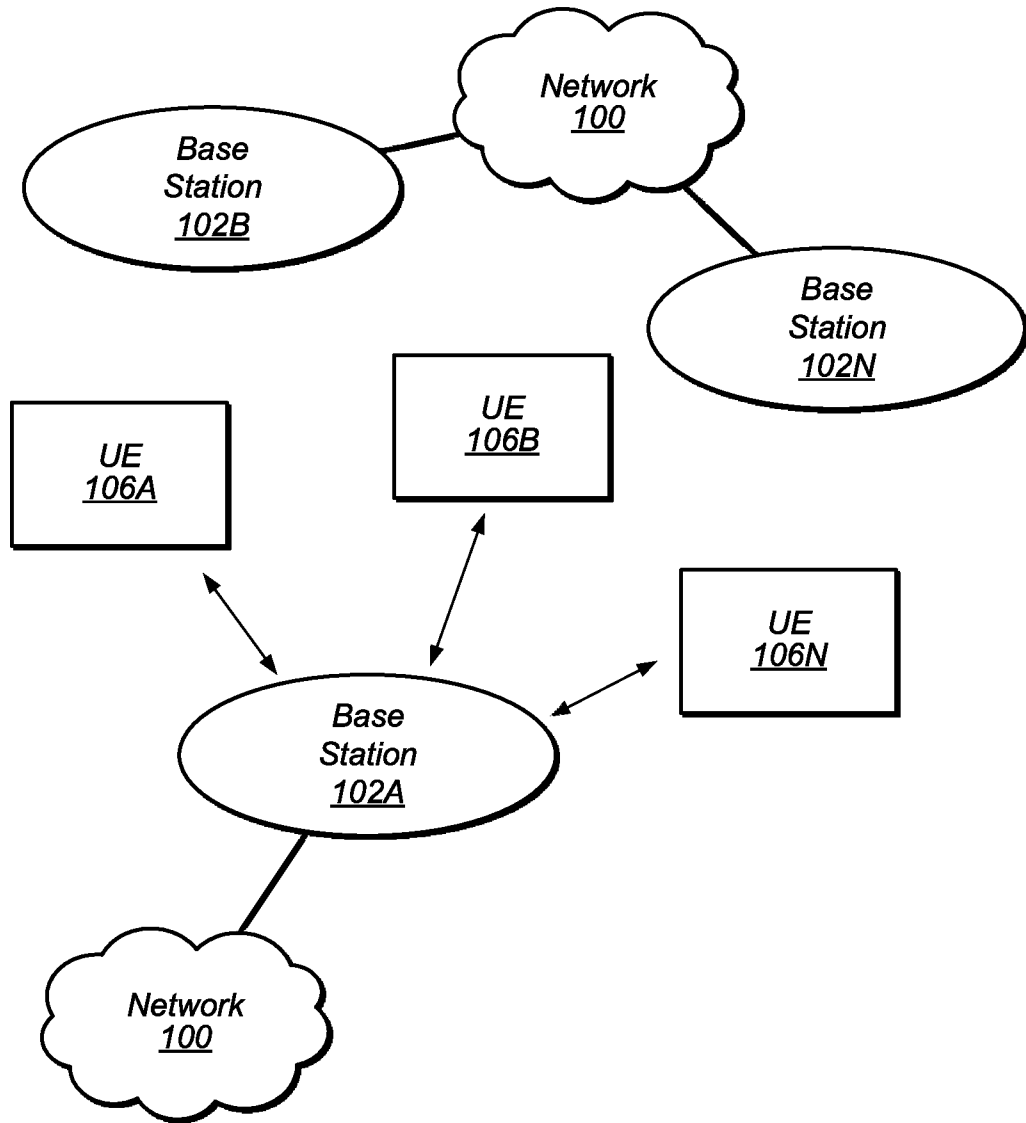 Network
100
Base
Station
102B
Base
Station
102N
UE
106B
UE
106A
UE
106N
Base
Station
102A
Network
100